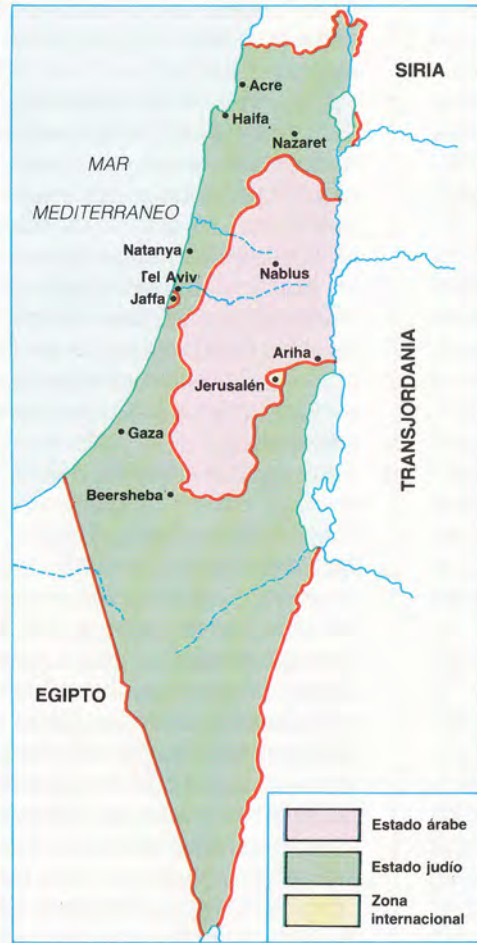 SIRIA
Acre
Haifa
Nazaret
MAR
MEDITERRANEO
Natanya
Tel Aviv
Jaffa
Nablus
Ariha
Jerusalén
TRANSJORDANIA
Gaza
Beersheba
EGIPTO
Estado árabe
Estado judío
Zona
internacional